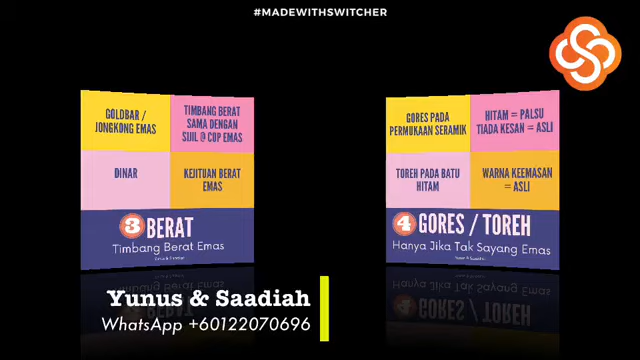 #MADEWITHSWITCHER
GOLDBAR /
JONGKONG EMAS
TIMBANG BERAT
SAMA DENGAN
SIJIL @ COP EMAS
DINAR
KEJITUAN BERAT
EMAS
3 BERAT
Timbang Berat Emas
GORES PADA
PERMUKAAN SERAMIK
HITAM = PALSU
TIADA KESAN = ASLI
TOREH PADA BATU
HITAM
WARNA KEEMASAN
= ASLI
4 GORES / TOREH
Hanya Jika Tak Sayang Emas
Yunus & Saadiah
WhatsApp +60122070696